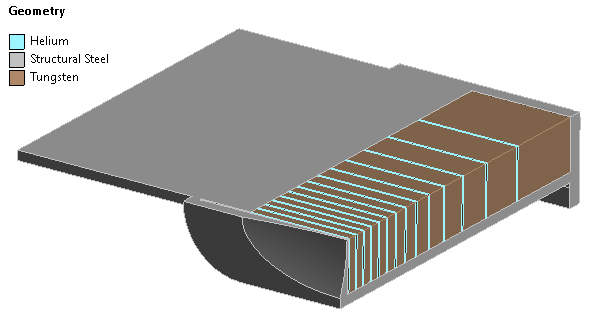 Geometry
Helium
Structural Steel
Tungsten